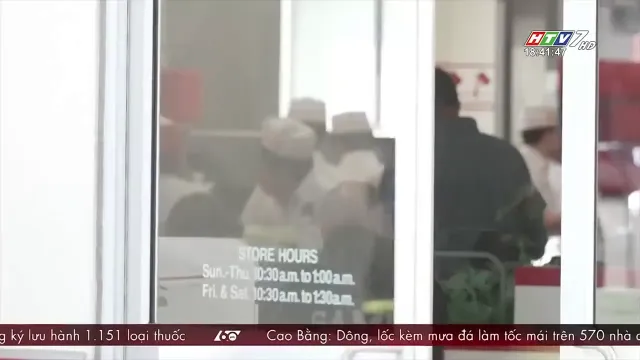 HTV7 HD
18:41:47
STORE HOURS
Sun.-Thu. 10:30 a.m. to 1:00 a.m.
Fri. & Sat. 10:30 a.m. to 1:30 a.m.
g ký lưu hành 1.151 loại thuốc 60 Cao Bằng: Dông, lốc kèm mưa đá làm tốc mái trên 570 nhà d